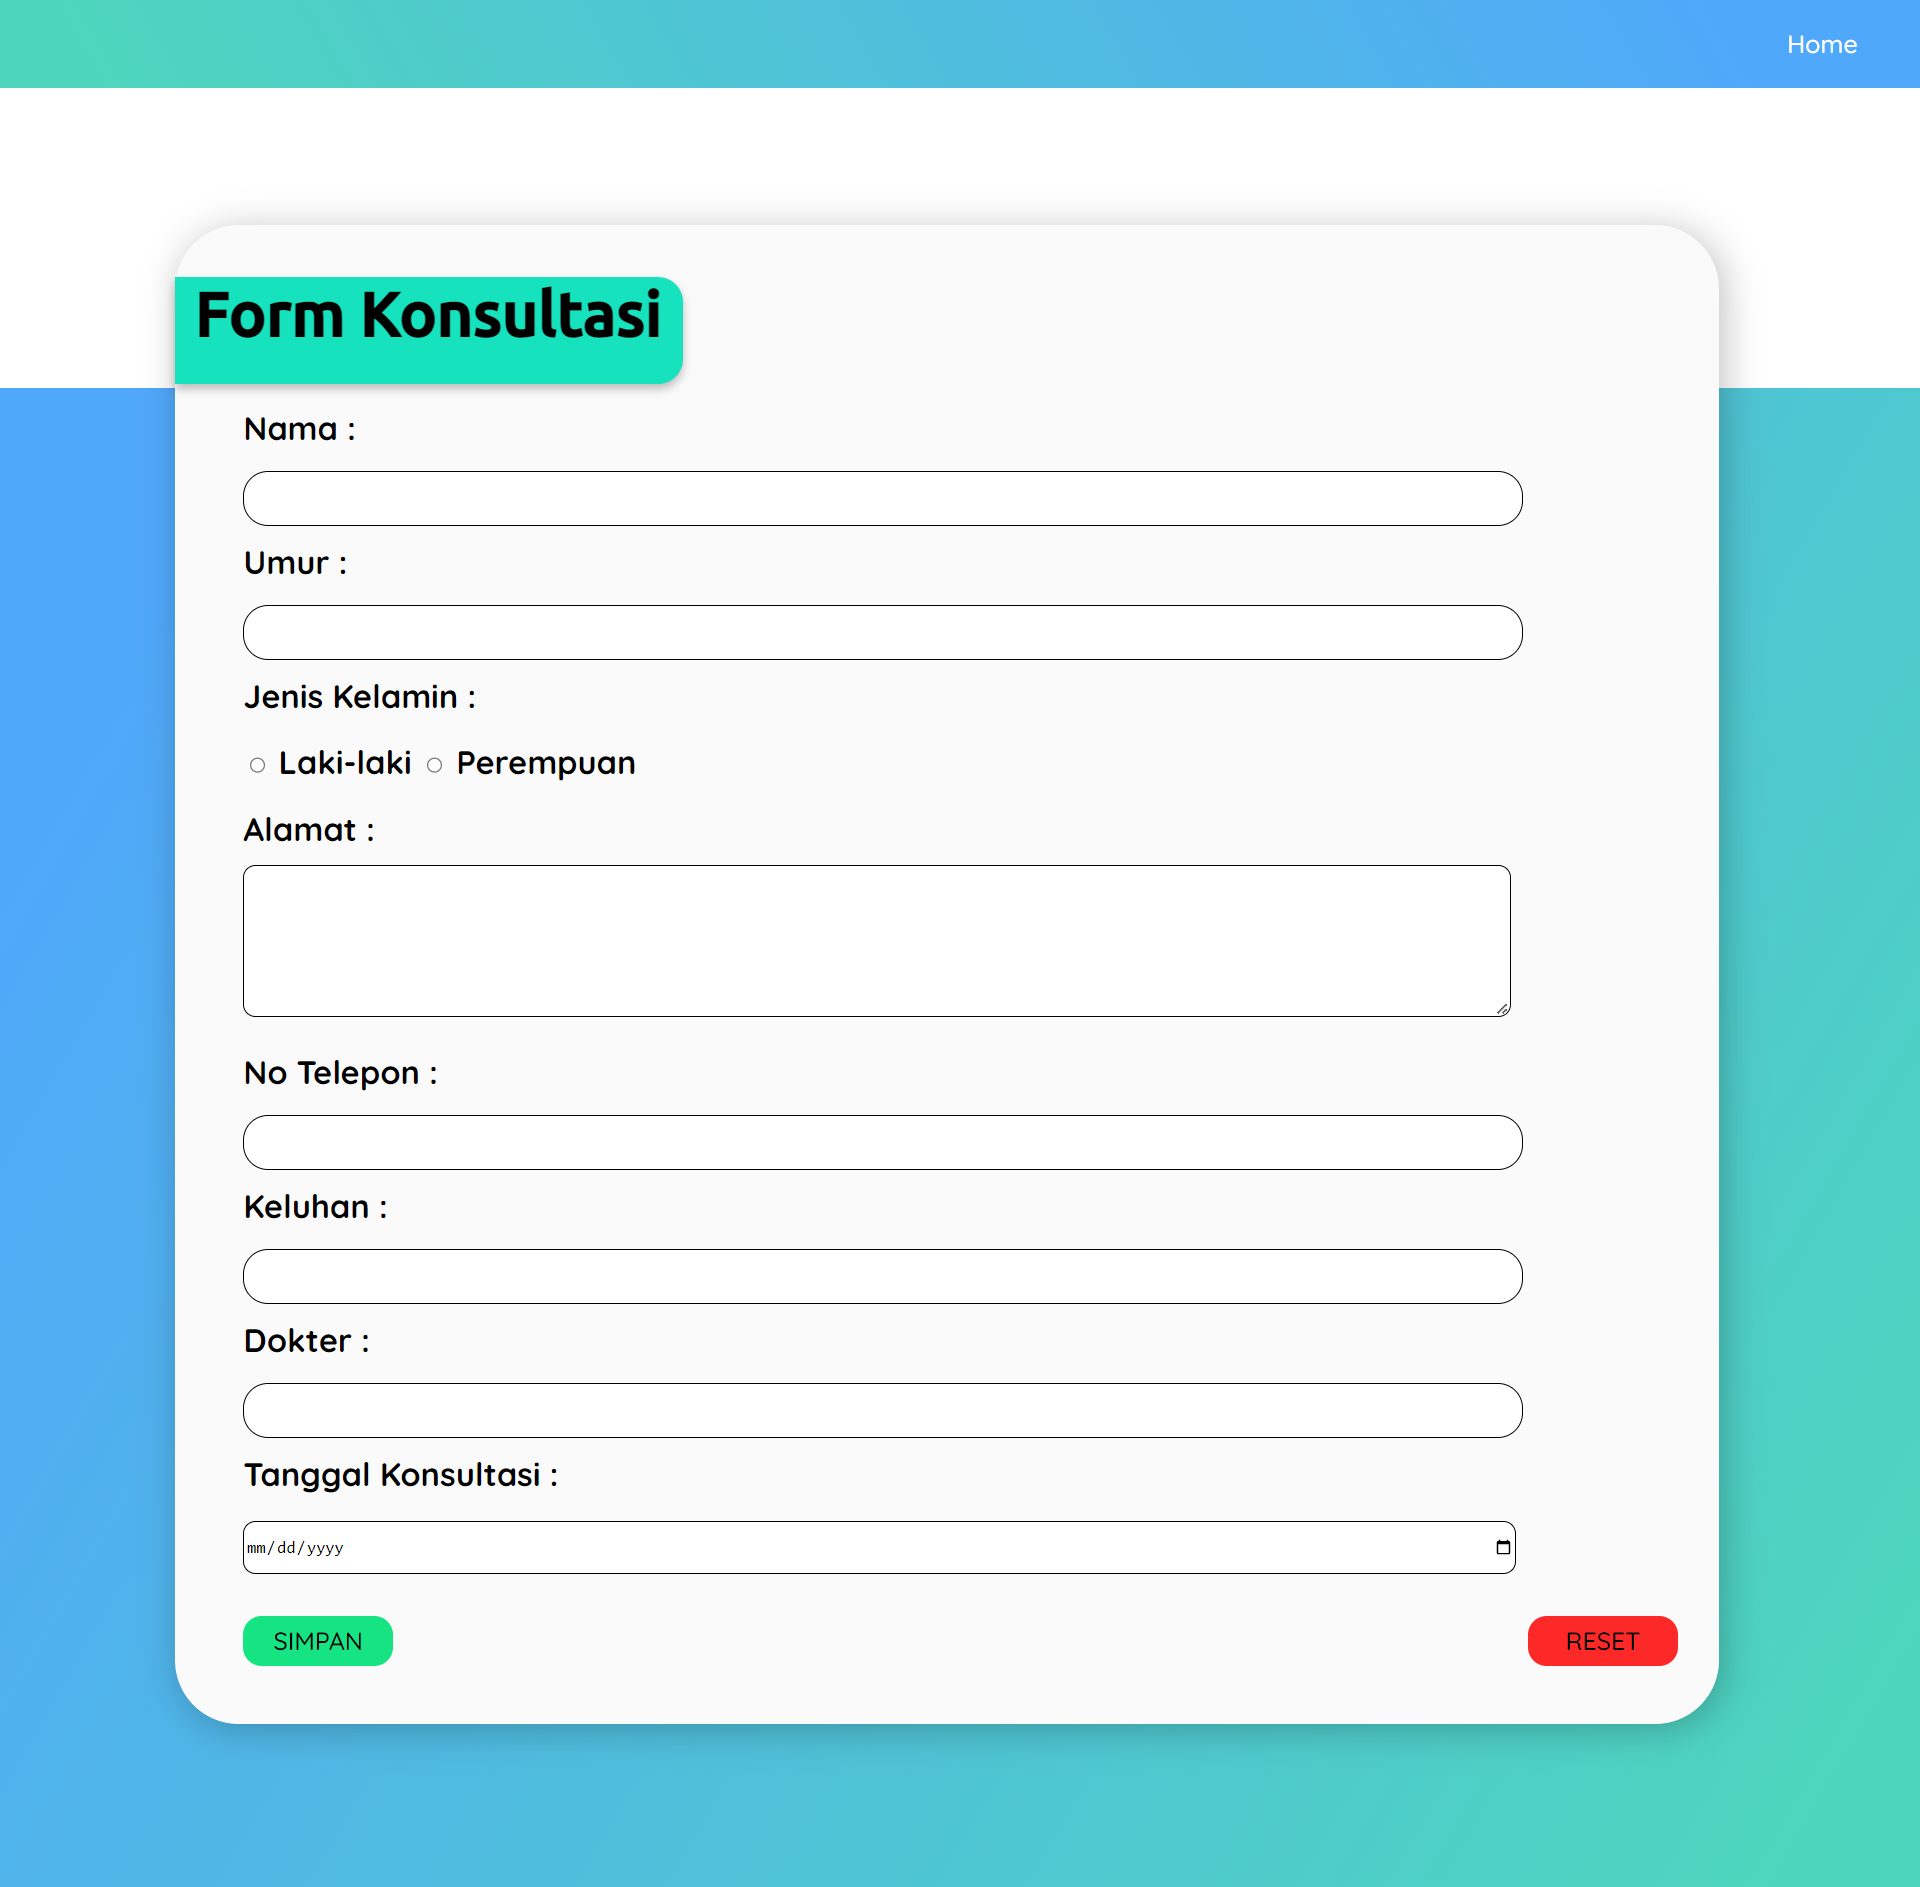 Home
Form Konsultasi
Nama :
Umur :
Jenis Kelamin :
Laki-laki Perempuan
Alamat :
No Telepon :
Keluhan :
Dokter :
Tanggal Konsultasi :
mm/dd/yyyy
SIMPAN RESET